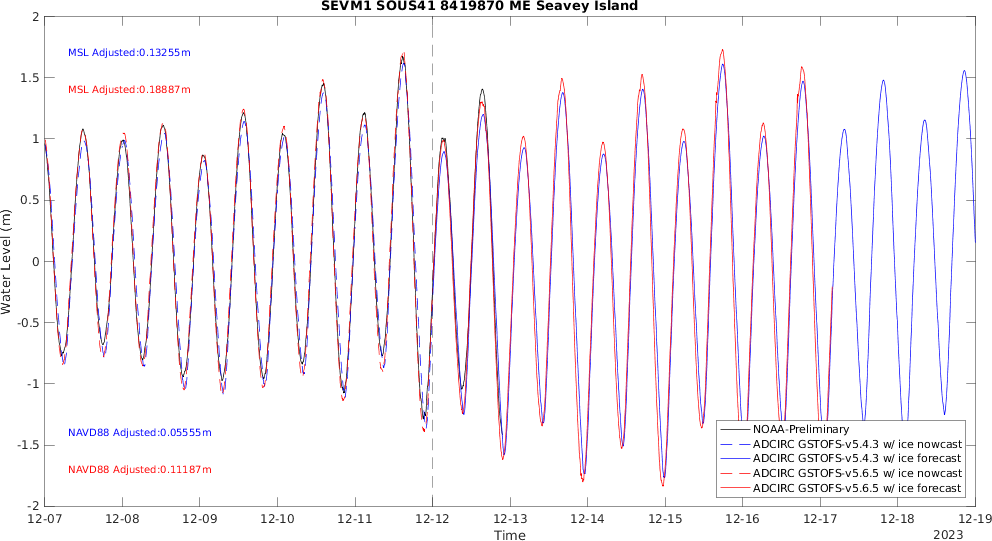 SEVM1 SOUS41 8419870 ME Seavey Island
2
1.5
1
0.5
0
-0.5
-1
-1.5
-2
Water Level (m)
MSL Adjusted:0.13255m
MSL Adjusted:0.18887m
NAVD88 Adjusted:0.05555m
NAVD88 Adjusted:0.11187m
NOAA-Preliminary
ADCIRC GSTOFS-v5.4.3 w/ ice nowcast
ADCIRC GSTOFS-v5.4.3 w/ ice forecast
ADCIRC GSTOFS-v5.6.5 w/ ice nowcast
ADCIRC GSTOFS-v5.6.5 w/ ice forecast
12-07 12-08 12-09 12-10 12-11 12-12 12-13 12-14 12-15 12-16 12-17 12-18 12-19
Time
2023